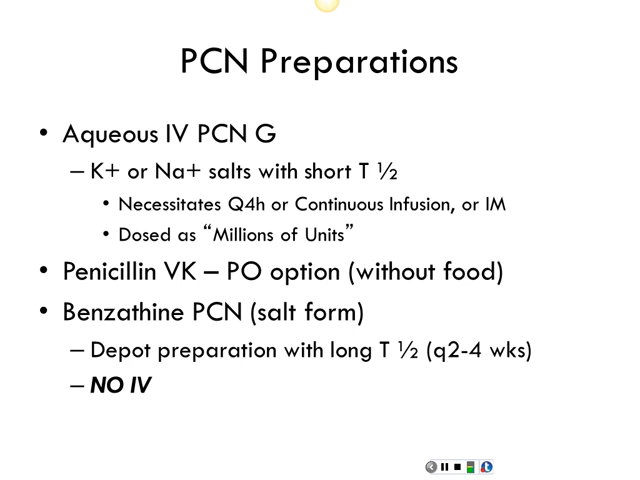 PCN Preparations
• Aqueous IV PCN G
– K+ or Na+ salts with short T ½
• Necessitates Q4h or Continuous Infusion, or IM
• Dosed as “Millions of Units”
• Penicillin VK – PO option (without food)
• Benzathine PCN (salt form)
– Depot preparation with long T ½ (q2-4 wks)
– NO IV